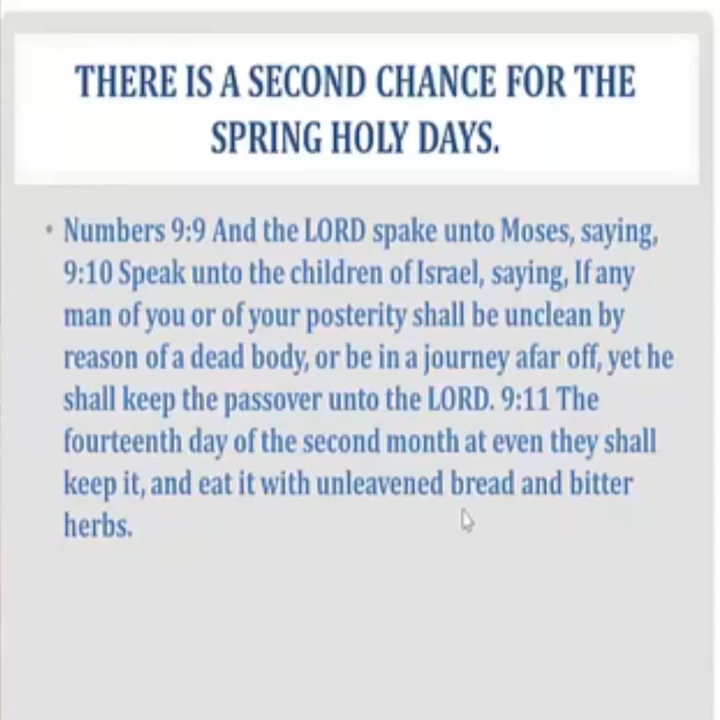 THERE IS A SECOND CHANCE FOR THE
SPRING HOLY DAYS.
• Numbers 9:9 And the LORD spake unto Moses, saying,
9:10 Speak unto the children of Israel, saying, If any
man of you or of your posterity shall be unclean by
reason of a dead body, or be in a journey afar off, yet he
shall keep the passover unto the LORD. 9:11 The
fourteenth day of the second month at even they shall
keep it, and eat it with unleavened bread and bitter
herbs.